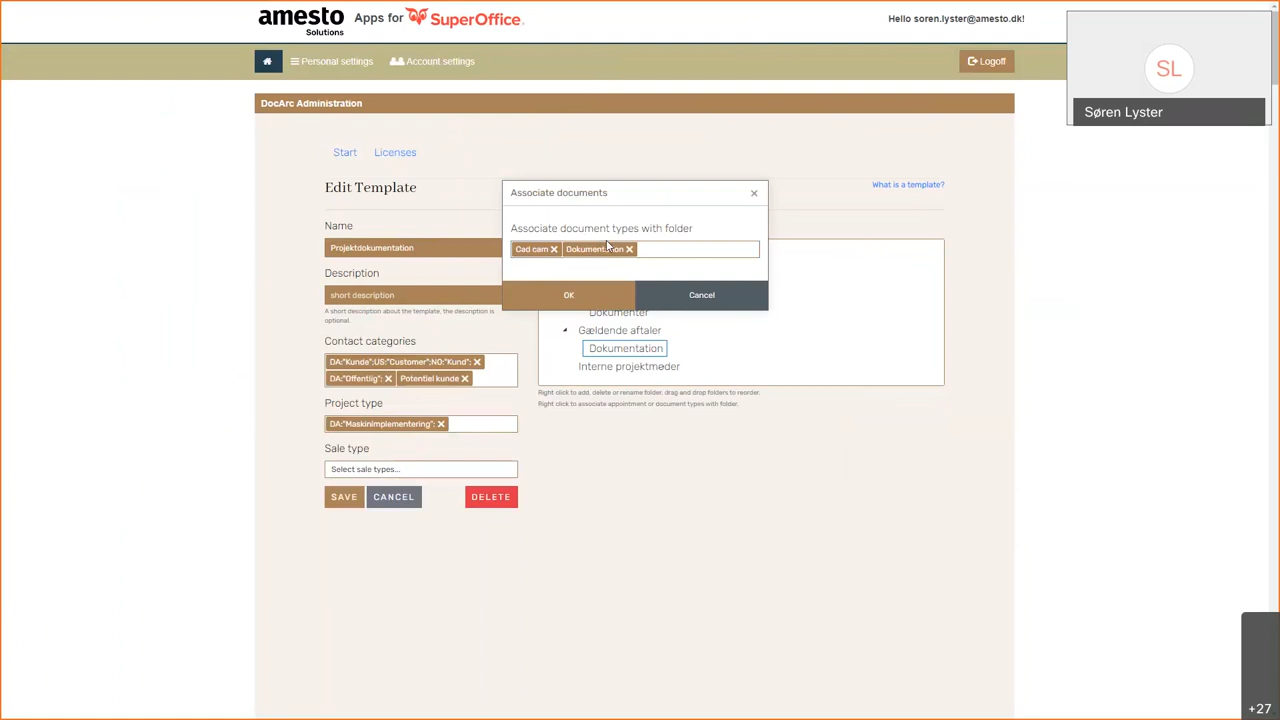 amesto
Solutions
Apps for SuperOffice.
Hello soren.lyster@amesto.dk!
Personal settings
Account settings
Logoff
SL
Søren Lyster
DocArc Administration
Start
Licenses
Edit Template
What is a template?
Associate documents
×
Associate document types with folder
Cad cam ×
Dokumentation ×
OK
Cancel
Name
Projektdokumentation
Description
short description
A short description about the template, the description is
optional.
Contact categories
DA:"Kunde";US:"Customer";NO:"Kund"; ×
DA:"Offentlig"; ×
Potentiel kunde ×
Project type
DA:"Maskinimplementering"; ×
Sale type
Select sale types...
SAVE
CANCEL
DELETE
Dokumenter
Gældende aftaler
Dokumentation
Interne projektmøder
Right click to add, delete or rename folder, drag and drop folders to reorder.
Right click to associate appointment or document types with folder.
+27